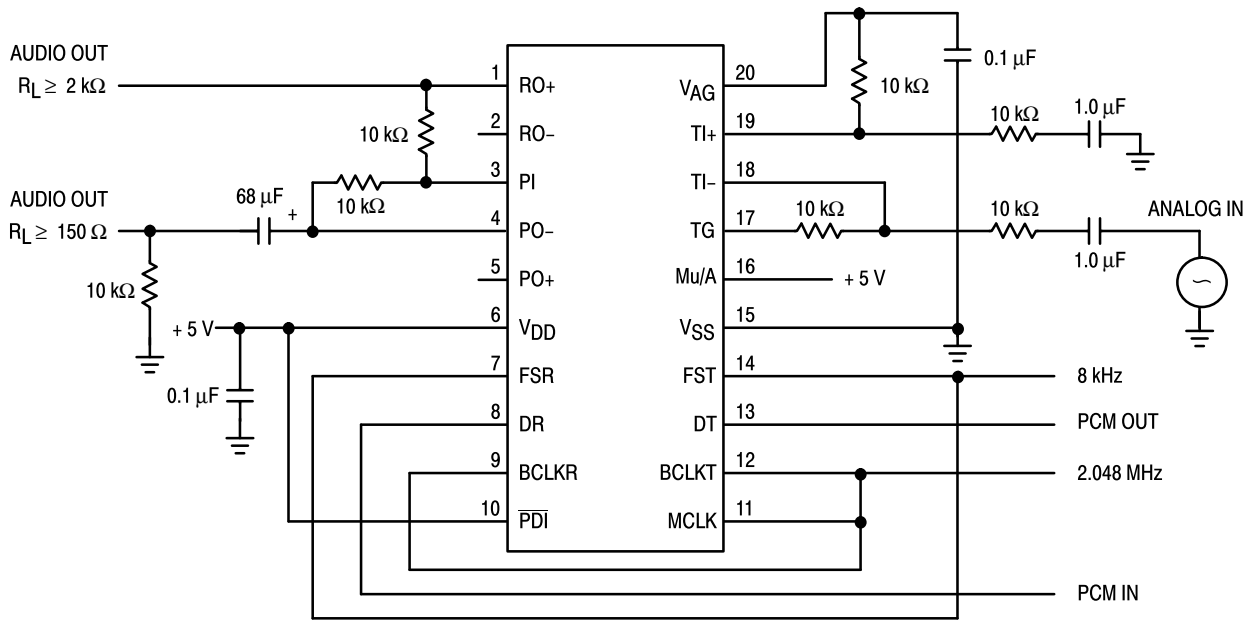 AUDIO OUT
RL ≥ 2 kΩ
10 kΩ
10 kΩ
AUDIO OUT
RL ≥ 150 Ω
68 µF
+
10 kΩ
+ 5 V
0.1 µF
1 RO+
2 RO–
3 PI
4 PO–
5 PO+
6 VDD
7 FSR
8 DR
9 BCLKR
10 PDI
VAG 20
TI+ 19
TI– 18
TG 17
Mu/A 16
VSS 15
FST 14
DT 13
BCLKT 12
MCLK 11
10 kΩ
0.1 µF
10 kΩ
1.0 µF
10 kΩ
10 kΩ
1.0 µF
ANALOG IN
+ 5 V
8 kHz
PCM OUT
2.048 MHz
PCM IN